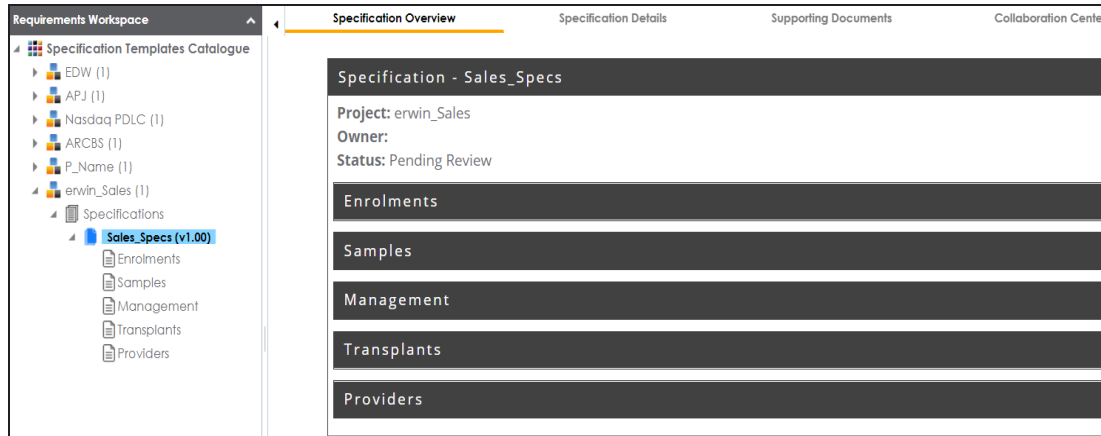 Requirements Workspace
Specification Templates Catalogue
EDW (1)
APJ (1)
Nasdaq PDLC (1)
ARCBS (1)
P_Name (1)
erwin_Sales (1)
Specifications
Sales_Specs (v1.00)
Enrolments
Samples
Management
Transplants
Providers
Specification Overview Specification Details Supporting Documents Collaboration Cente
Specification - Sales_Specs
Project: erwin_Sales
Owner:
Status: Pending Review
Enrolments
Samples
Management
Transplants
Providers